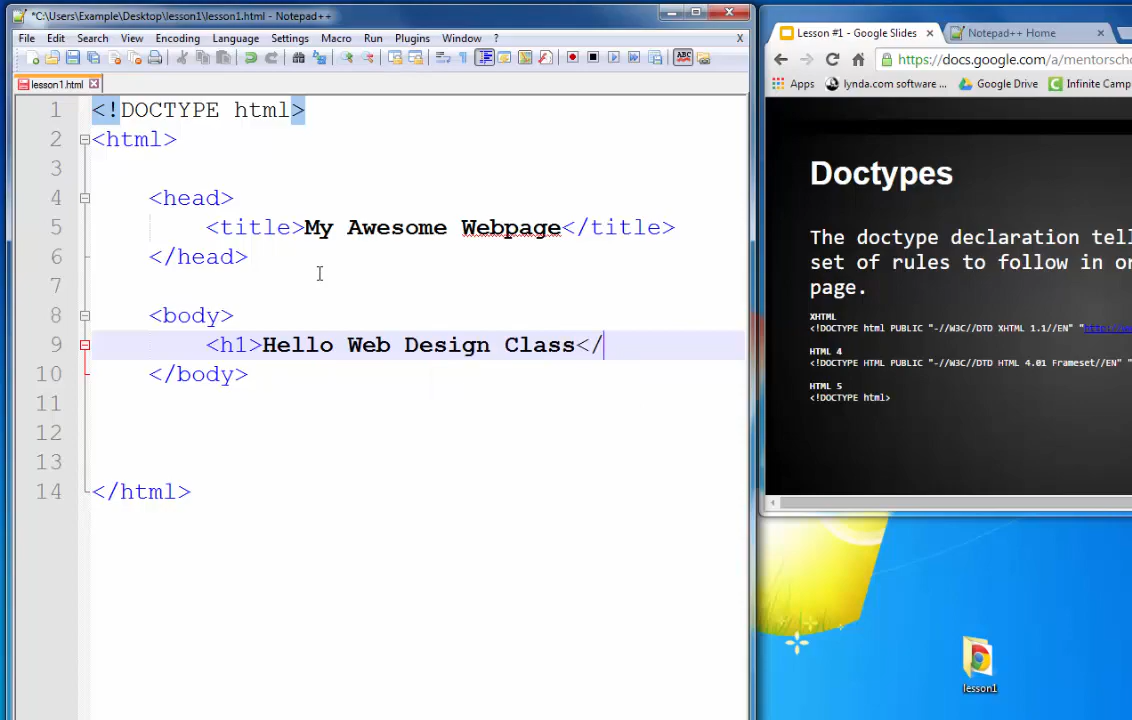 *C:\Users\Example\Desktop\lesson1\lesson1.html - Notepad++
File Edit Search View Encoding Language Settings Macro Run Plugins Window ? X
lesson1.html
1 <!DOCTYPE html>
2 <html>
3
4 <head>
5 <title>My Awesome Webpage</title>
6 </head>
7
8 <body>
9 <h1>Hello Web Design Class</
10 </body>
11
12
13
14 </html>
Lesson #1 - Google Slides
Notepad++ Home
https://docs.google.com/a/mentorsch
Apps lynda.com software ... Google Drive Infinite Camp
Doctypes
The doctype declaration tell
set of rules to follow in o
page.
XHTML
<!DOCTYPE html PUBLIC "-//W3C//DTD XHTML 1.1//EN"
HTML 4
<!DOCTYPE HTML PUBLIC "-//W3C//DTD HTML 4.01 Frameset//EN" "
HTML 5
<!DOCTYPE html>
lesson1